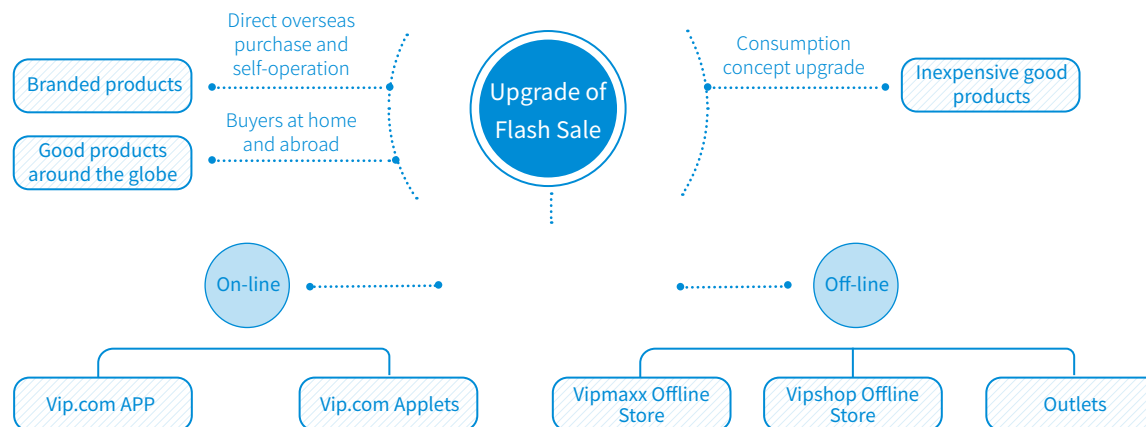 Direct overseas
purchase and
self-operation
Branded products
Buyers at home
and abroad
Good products
around the globe
Upgrade of
Flash Sale
Consumption
concept upgrade
Inexpensive good
products
On-line
Off-line
Vip.com APP
Vip.com Applets
Vipmaxx Offline
Store
Vipshop Offline
Store
Outlets